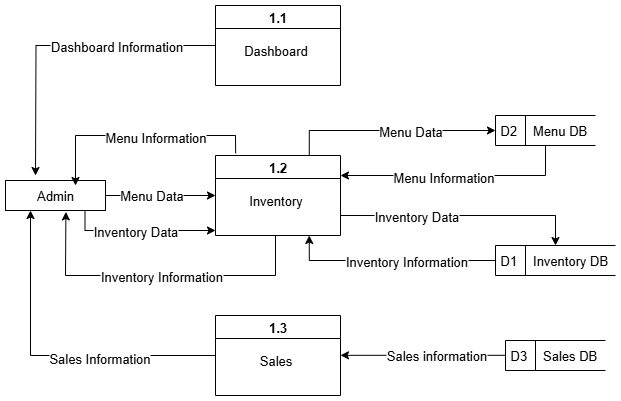 1.1
Dashboard Information
Dashboard
Menu Information
Menu Data
D2
Menu DB
1.2
Menu Information
Admin
Menu Data
Inventory
Inventory Data
Inventory Data
Inventory Information
D1
Inventory DB
Inventory Information
1.3
Sales Information
Sales
Sales information
D3
Sales DB